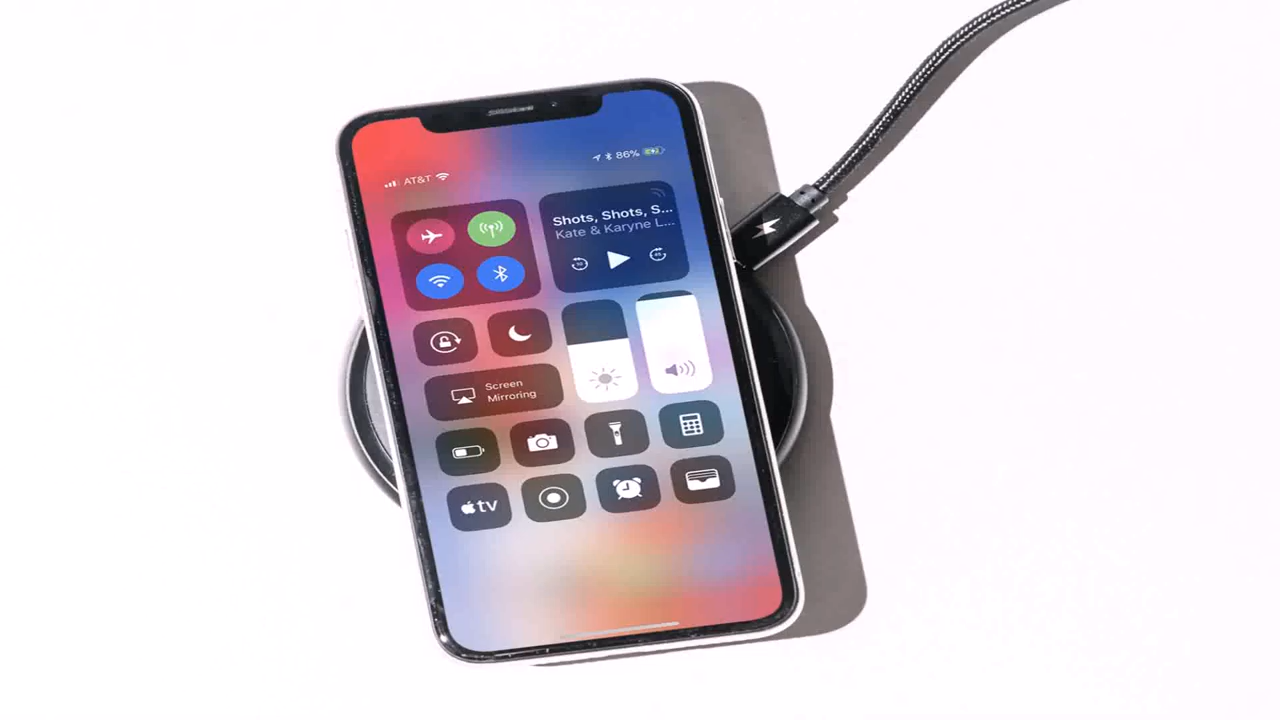 AT&T
86%
Shots, Shots, S...
Kate & Karyne L...
Screen
Mirroring
tv